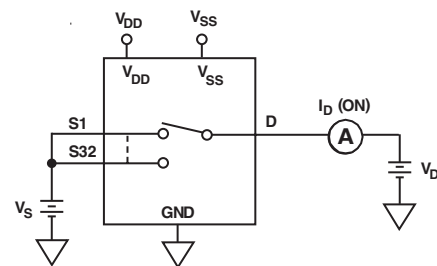 VDD VSS
VDD VSS
S1 D ID (ON)
A
S32
VS GND VD